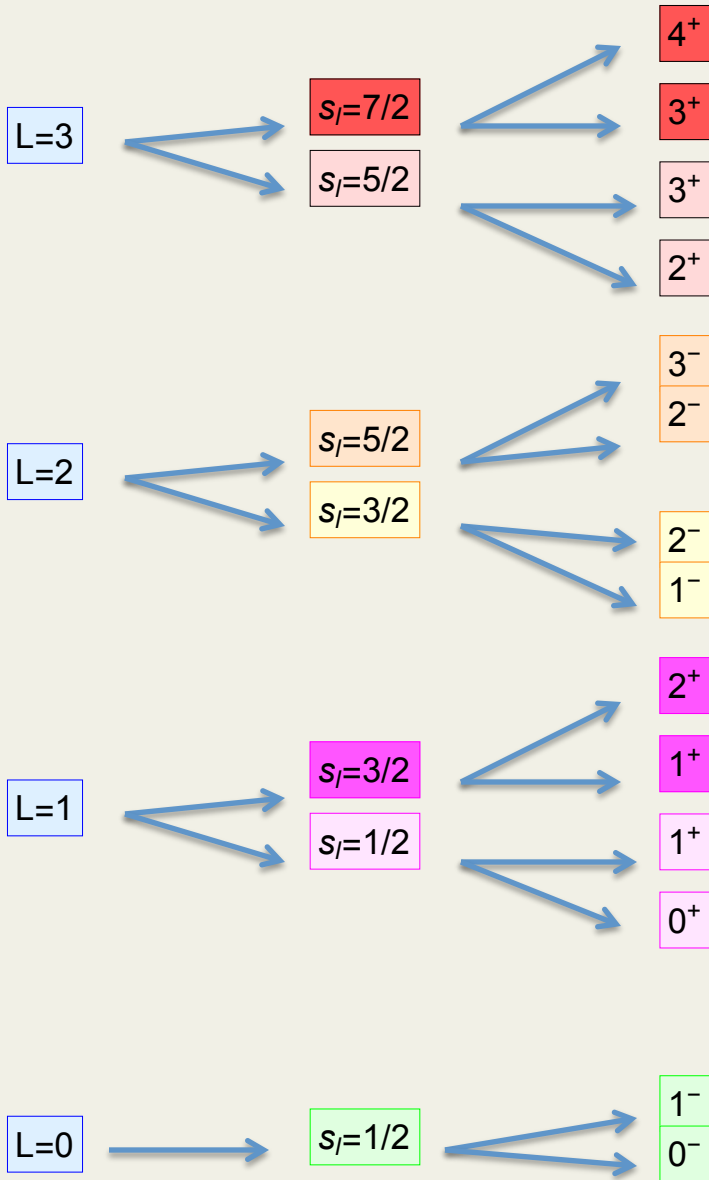 4⁺
L=3
sₗ=7/2
3⁺
sₗ=5/2
3⁺
2⁺
3⁻
2⁻
L=2
sₗ=5/2
sₗ=3/2
2⁻
1⁻
2⁺
L=1
sₗ=3/2
1⁺
sₗ=1/2
1⁺
0⁺
1⁻
L=0
sₗ=1/2
0⁻